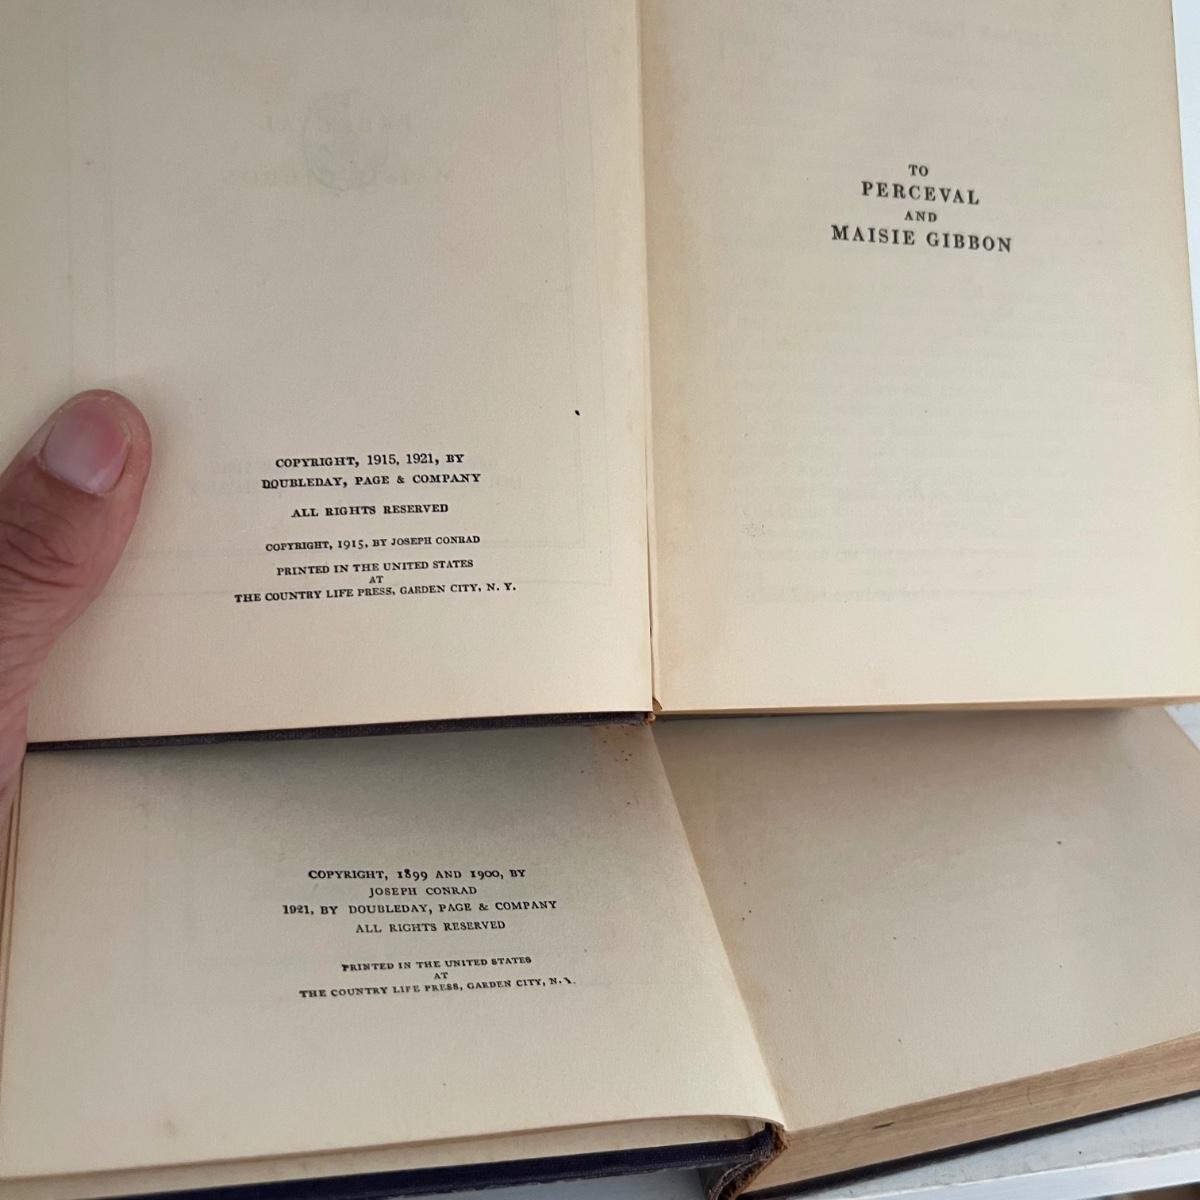 COPYRIGHT, 1915, 1921, BY
DOUBLEDAY, PAGE & COMPANY
ALL RIGHTS RESERVED
COPYRIGHT, 1915, BY JOSEPH CONRAD
PRINTED IN THE UNITED STATES
AT
THE COUNTRY LIFE PRESS, GARDEN CITY, N. Y.
TO
PERCEVAL
AND
MAISIE GIBBON
COPYRIGHT, 1899 AND 1900, BY
JOSEPH CONRAD
1921, BY DOUBLEDAY, PAGE & COMPANY
ALL RIGHTS RESERVED
PRINTED IN THE UNITED STATES
AT
THE COUNTRY LIFE PRESS, GARDEN CITY, N. Y.